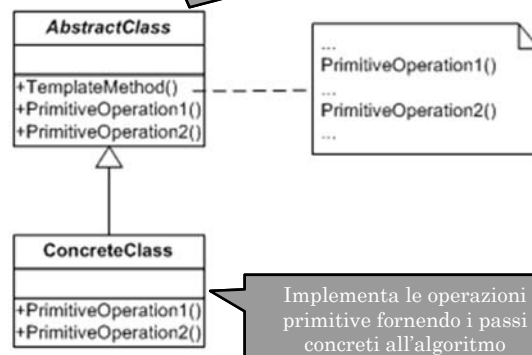 AbstractClass
+TemplateMethod()
+PrimitiveOperation1()
+PrimitiveOperation2()
...
PrimitiveOperation1()
...
PrimitiveOperation2()
...
ConcreteClass
+PrimitiveOperation1()
+PrimitiveOperation2()
Implementa le operazioni
primitive fornendo i passi
concreti all'algoritmo